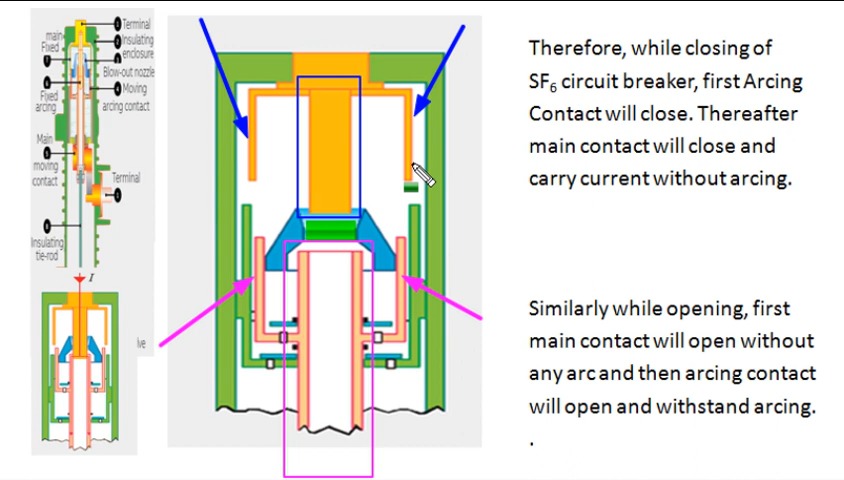 Terminal
main
Insulating
Fixed
enclosure
Blow-out nozzle
Moving
Fixed
arcing
arcing contact
Main
moving
contact
Terminal
Insulating
tie-rod
I
ive
Therefore, while closing of
SF₆ circuit breaker, first Arcing
Contact will close. Thereafter
main contact will close and
carry current without arcing.
Similarly while opening, first
main contact will open without
any arc and then arcing contact
will open and withstand arcing.
.